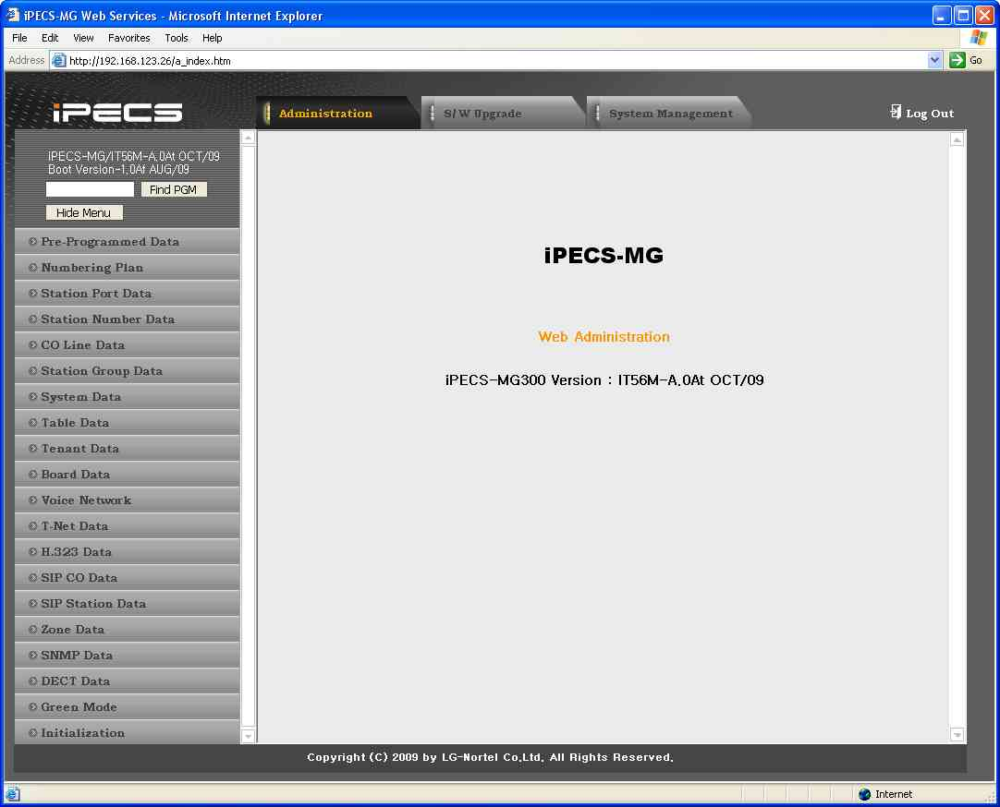 iPECS-MG Web Services - Microsoft Internet Explorer
File Edit View Favorites Tools Help
Address http://192.168.123.26/a_index.htm Go
iPECS
Administration
S/W Upgrade
System Management
Log Out
iPECS-MG/IT56M-A.0At OCT/09
Boot Version-1.0Af AUG/09
Find PGM
Hide Menu
© Pre-Programmed Data
© Numbering Plan
© Station Port Data
© Station Number Data
© CO Line Data
© Station Group Data
© System Data
© Table Data
© Tenant Data
© Board Data
© Voice Network
© T-Net Data
© H.323 Data
© SIP CO Data
© SIP Station Data
© Zone Data
© SNMP Data
© DECT Data
© Green Mode
© Initialization
iPECS-MG
Web Administration
iPECS-MG300 Version : IT56M-A.0At OCT/09
Copyright (C) 2009 by LG-Nortel Co.Ltd. All Rights Reserved.
Internet